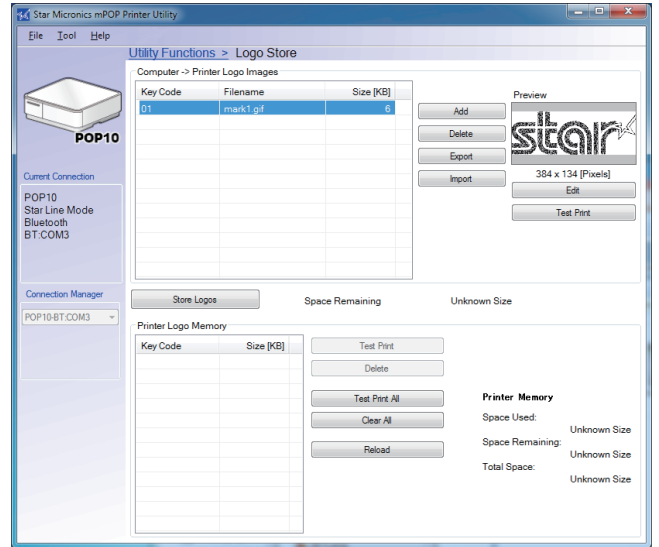 Star Micronics mPOP Printer Utility
File Tool Help
Utility Functions > Logo Store
POP10
Current Connection
POP10
Star Line Mode
Bluetooth
BT:COM3
Connection Manager
POP10-BT:COM3
Computer -> Printer Logo Images
Key Code Filename Size [KB]
01 mark1.gif 6
Add
Delete
Export
Import
Preview
star
384 x 134 [Pixels]
Edit
Test Print
Store Logos Space Remaining Unknown Size
Printer Logo Memory
Key Code Size [KB]
Test Print
Delete
Test Print All
Clear All
Reload
Printer Memory
Space Used:
Unknown Size
Space Remaining:
Unknown Size
Total Space:
Unknown Size